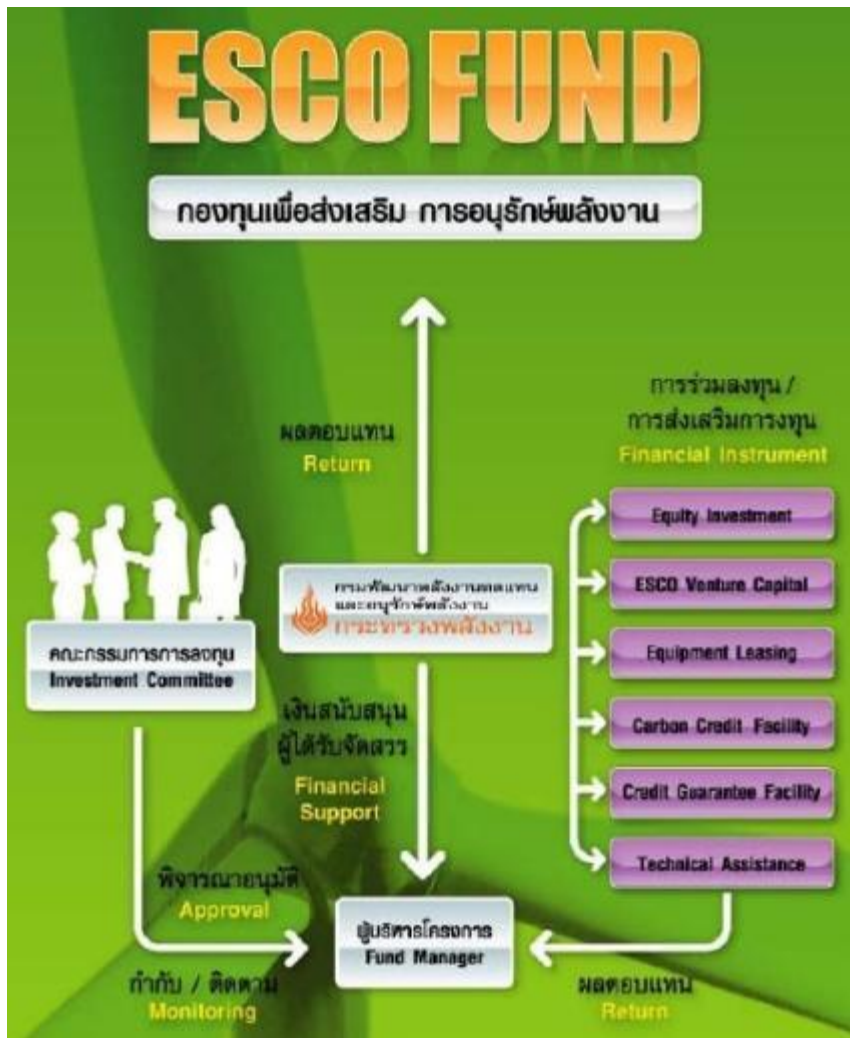 ESCO FUND
กองทุนเพื่อส่งเสริม การอนุรักษ์พลังงาน
ผลตอบแทน
Return
การร่วมลงทุน /
การส่งเสริมการงทุน
Financial Instrument
Equity Investment
ESCO Venture Capital
Equipment Leasing
Carbon Credit Facility
Credit Guarantee Facility
Technical Assistance
คณะกรรมการการลงทุน
Investment Committee
กรมพัฒนาพลังงานทดแทน
และอนุรักษ์พลังงาน
กระทรวงพลังงาน
เงินสนับสนุน
ผู้ได้รับจัดสรร
Financial
Support
พิจารณาอนุมัติ
Approval
กำกับ / ติดตาม
Monitoring
ผู้บริหารโครงการ
Fund Manager
ผลตอบแทน
Return